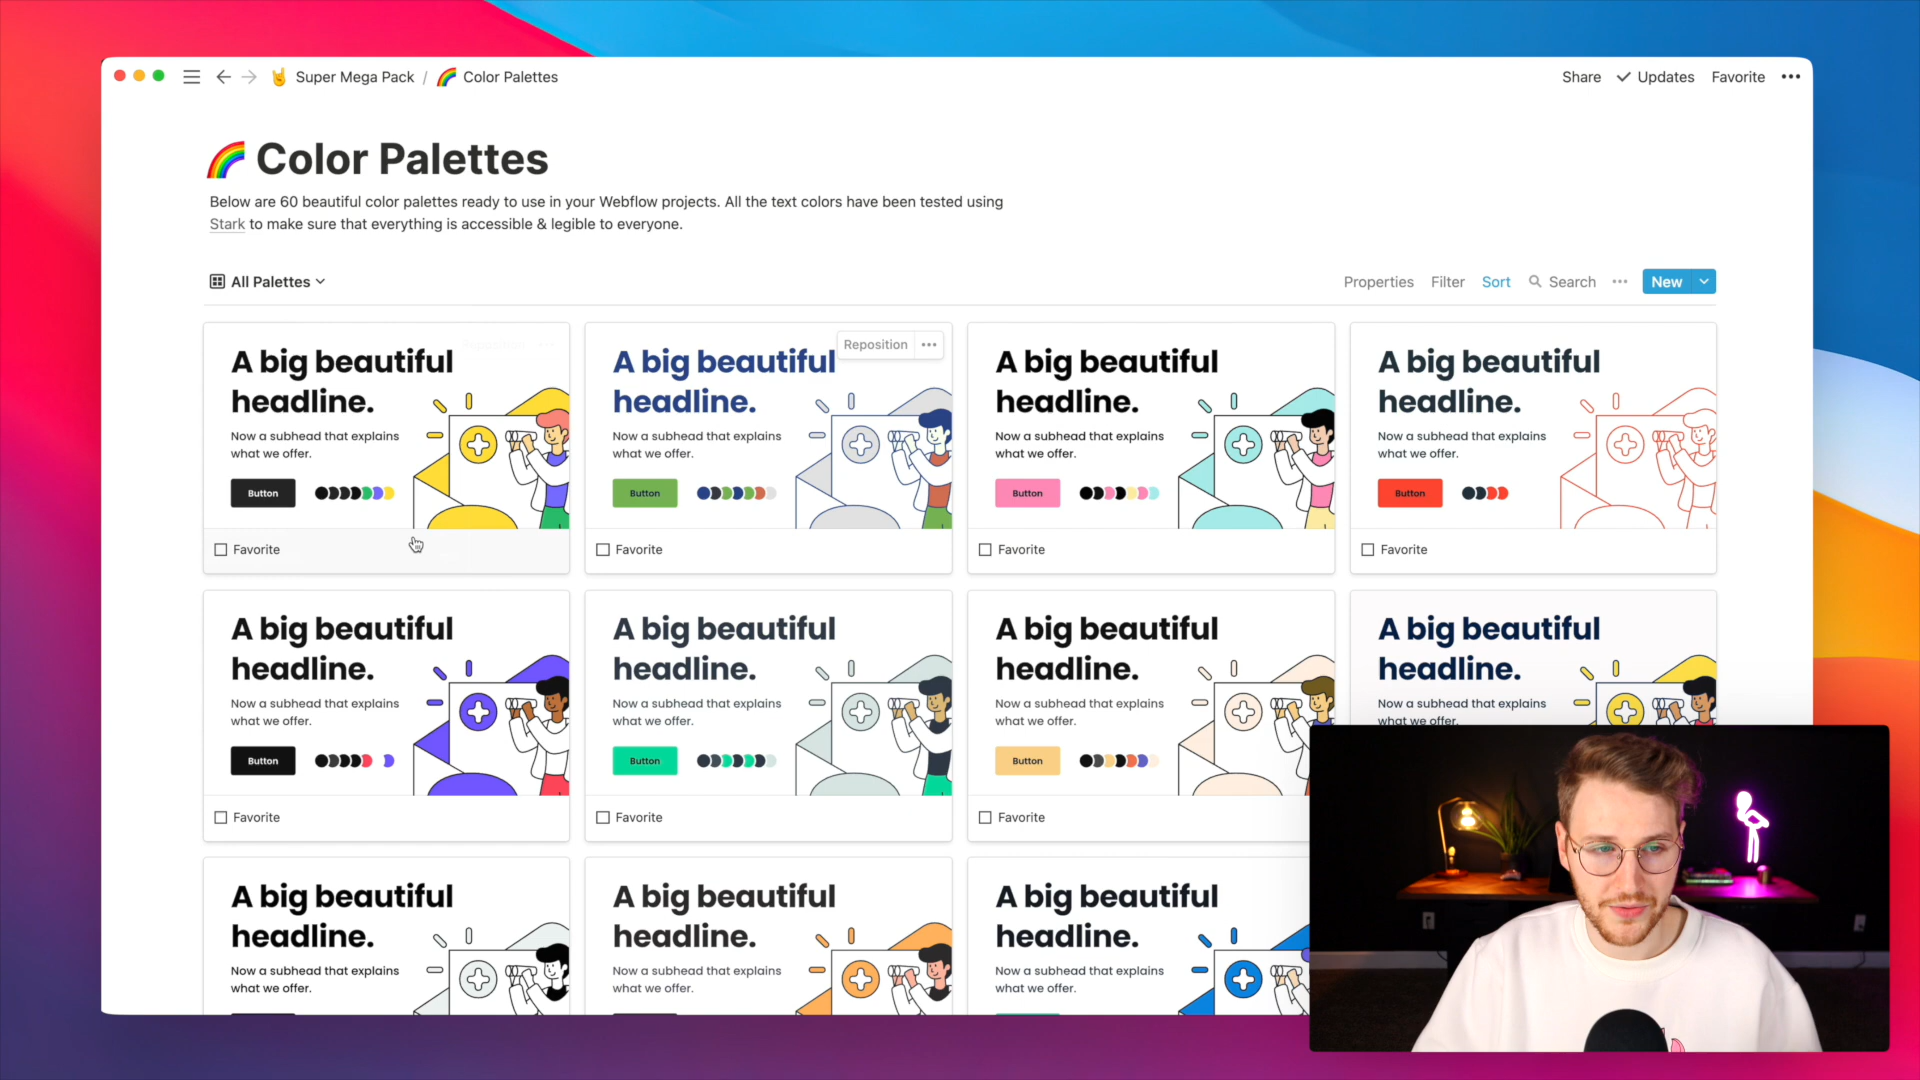 Super Mega Pack / Color Palettes
Share Updates Favorite
Color Palettes
Below are 60 beautiful color palettes ready to use in your Webflow projects. All the text colors have been tested using
Stark to make sure that everything is accessible & legible to everyone.
All Palettes
Properties Filter Sort Search New
A big beautiful
headline.
Now a subhead that explains
what we offer.
Button
Favorite
Reposition
A big beautiful
headline.
Now a subhead that explains
what we offer.
Button
Favorite
A big beautiful
headline.
Now a subhead that explains
what we offer.
Button
Favorite
A big beautiful
headline.
Now a subhead that explains
what we offer.
Button
Favorite
A big beautiful
headline.
Now a subhead that explains
what we offer.
Button
Favorite
A big beautiful
headline.
Now a subhead that explains
what we offer.
Button
Favorite
A big beautiful
headline.
Now a subhead that explains
what we offer.
Button
Favorite
A big beautiful
headline.
Now a subhead that explains
what we offer.
A big beautiful
headline.
Now a subhead that explains
what we offer.
A big beautiful
headline.
Now a subhead that explains
what we offer.
A big beautiful
headline.
Now a subhead that explains
what we offer.